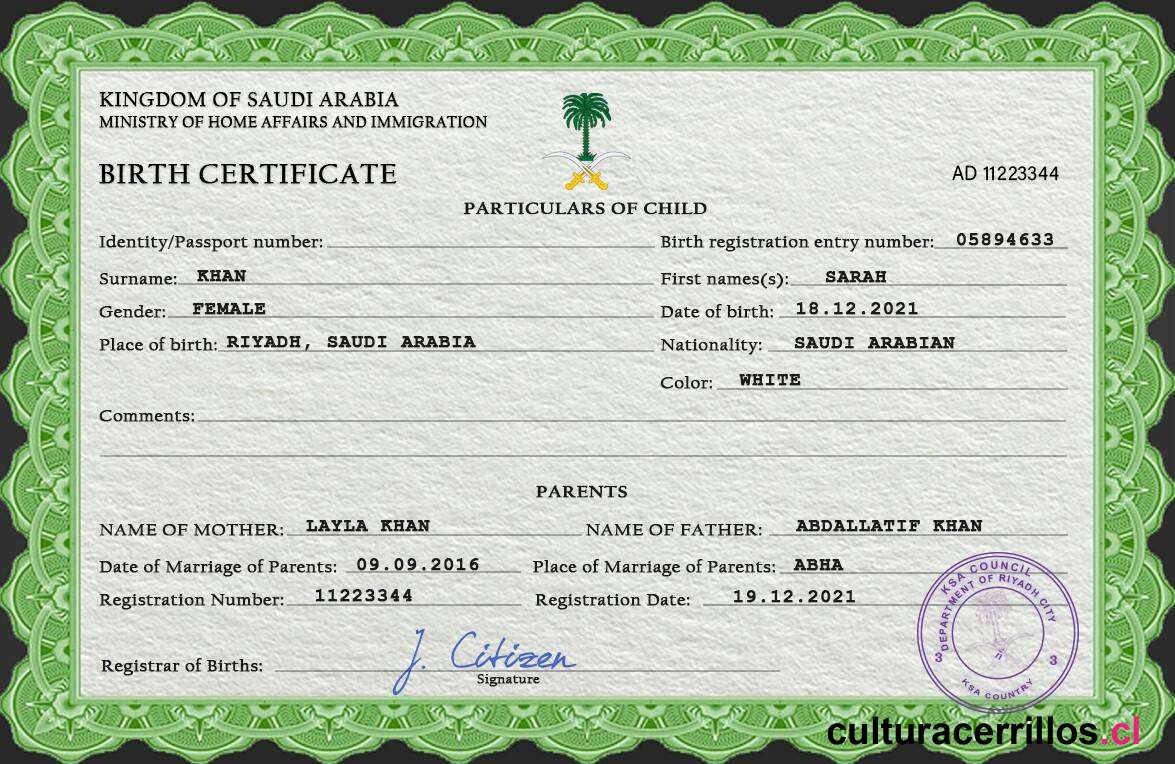 KINGDOM OF SAUDI ARABIA
MINISTRY OF HOME AFFAIRS AND IMMIGRATION
BIRTH CERTIFICATE
AD 11223344
PARTICULARS OF CHILD
Identity/Passport number:
Birth registration entry number: 05894633
Surname: KHAN
First names(s): SARAH
Gender: FEMALE
Date of birth: 18.12.2021
Place of birth: RIYADH, SAUDI ARABIA
Nationality: SAUDI ARABIAN
Color: WHITE
Comments:
PARENTS
NAME OF MOTHER: LAYLA KHAN
NAME OF FATHER: ABDALLATIF KHAN
Date of Marriage of Parents: 09.09.2016
Place of Marriage of Parents: ABHA
Registration Number: 11223344
Registration Date: 19.12.2021
Registrar of Births: J. Citizen
Signature
KSA COUNCIL
DEPARTMENT OF RIYADH CITY
3 3
KSA COUNTRY
culturacerrillos.cl